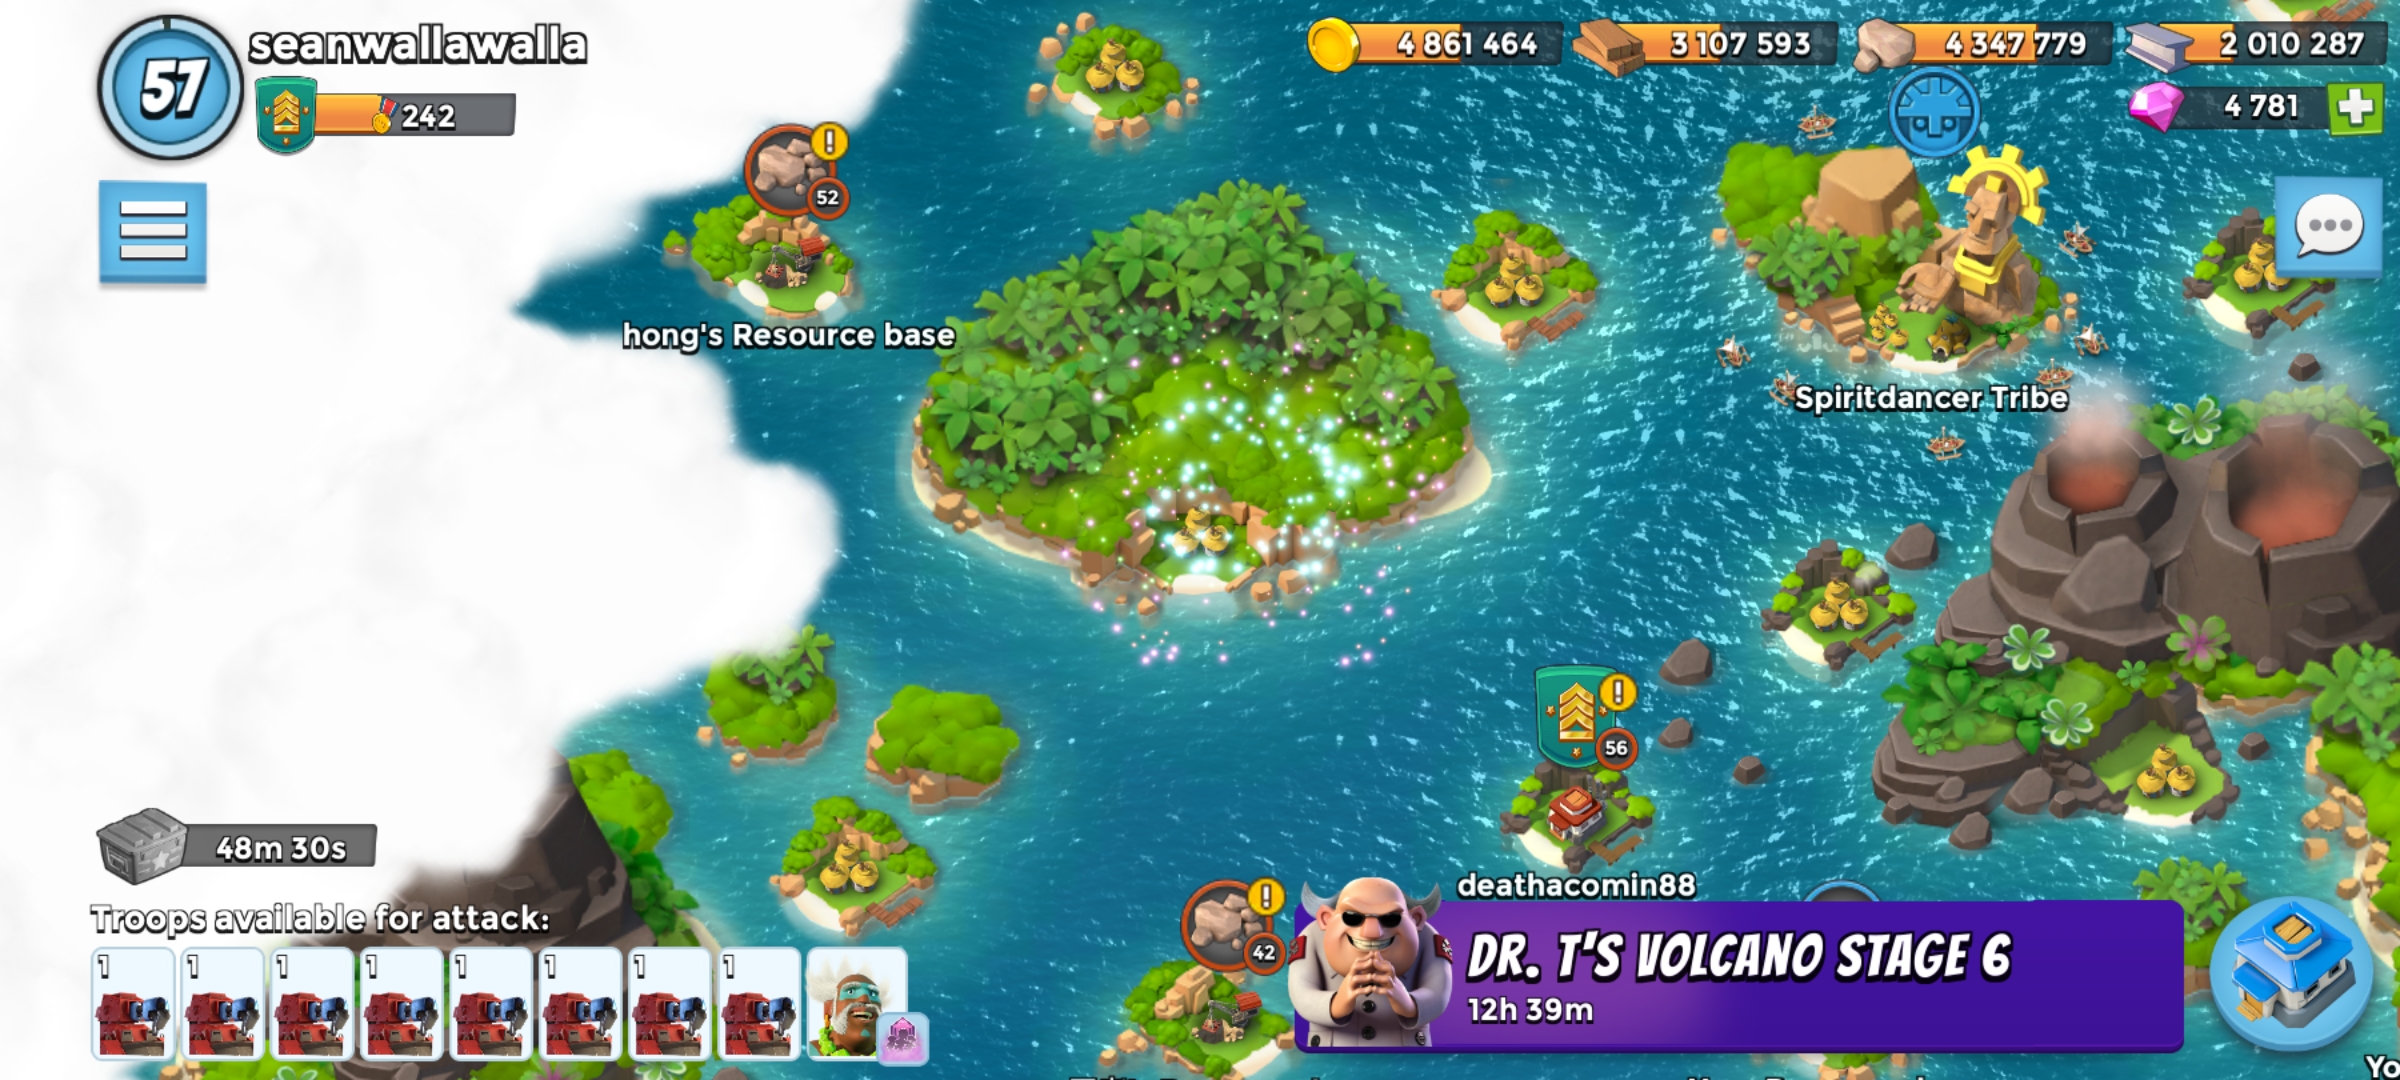 57
seanwallawalla
242
4 861 464
3 107 593
4 347 779
2 010 287
4 781
52
hong's Resource base
Spiritdancer Tribe
56
deathacomin88
48m 30s
Troops available for attack:
1 1 1 1 1 1 1 1
42
DR. T'S VOLCANO STAGE 6
12h 39m
Yo